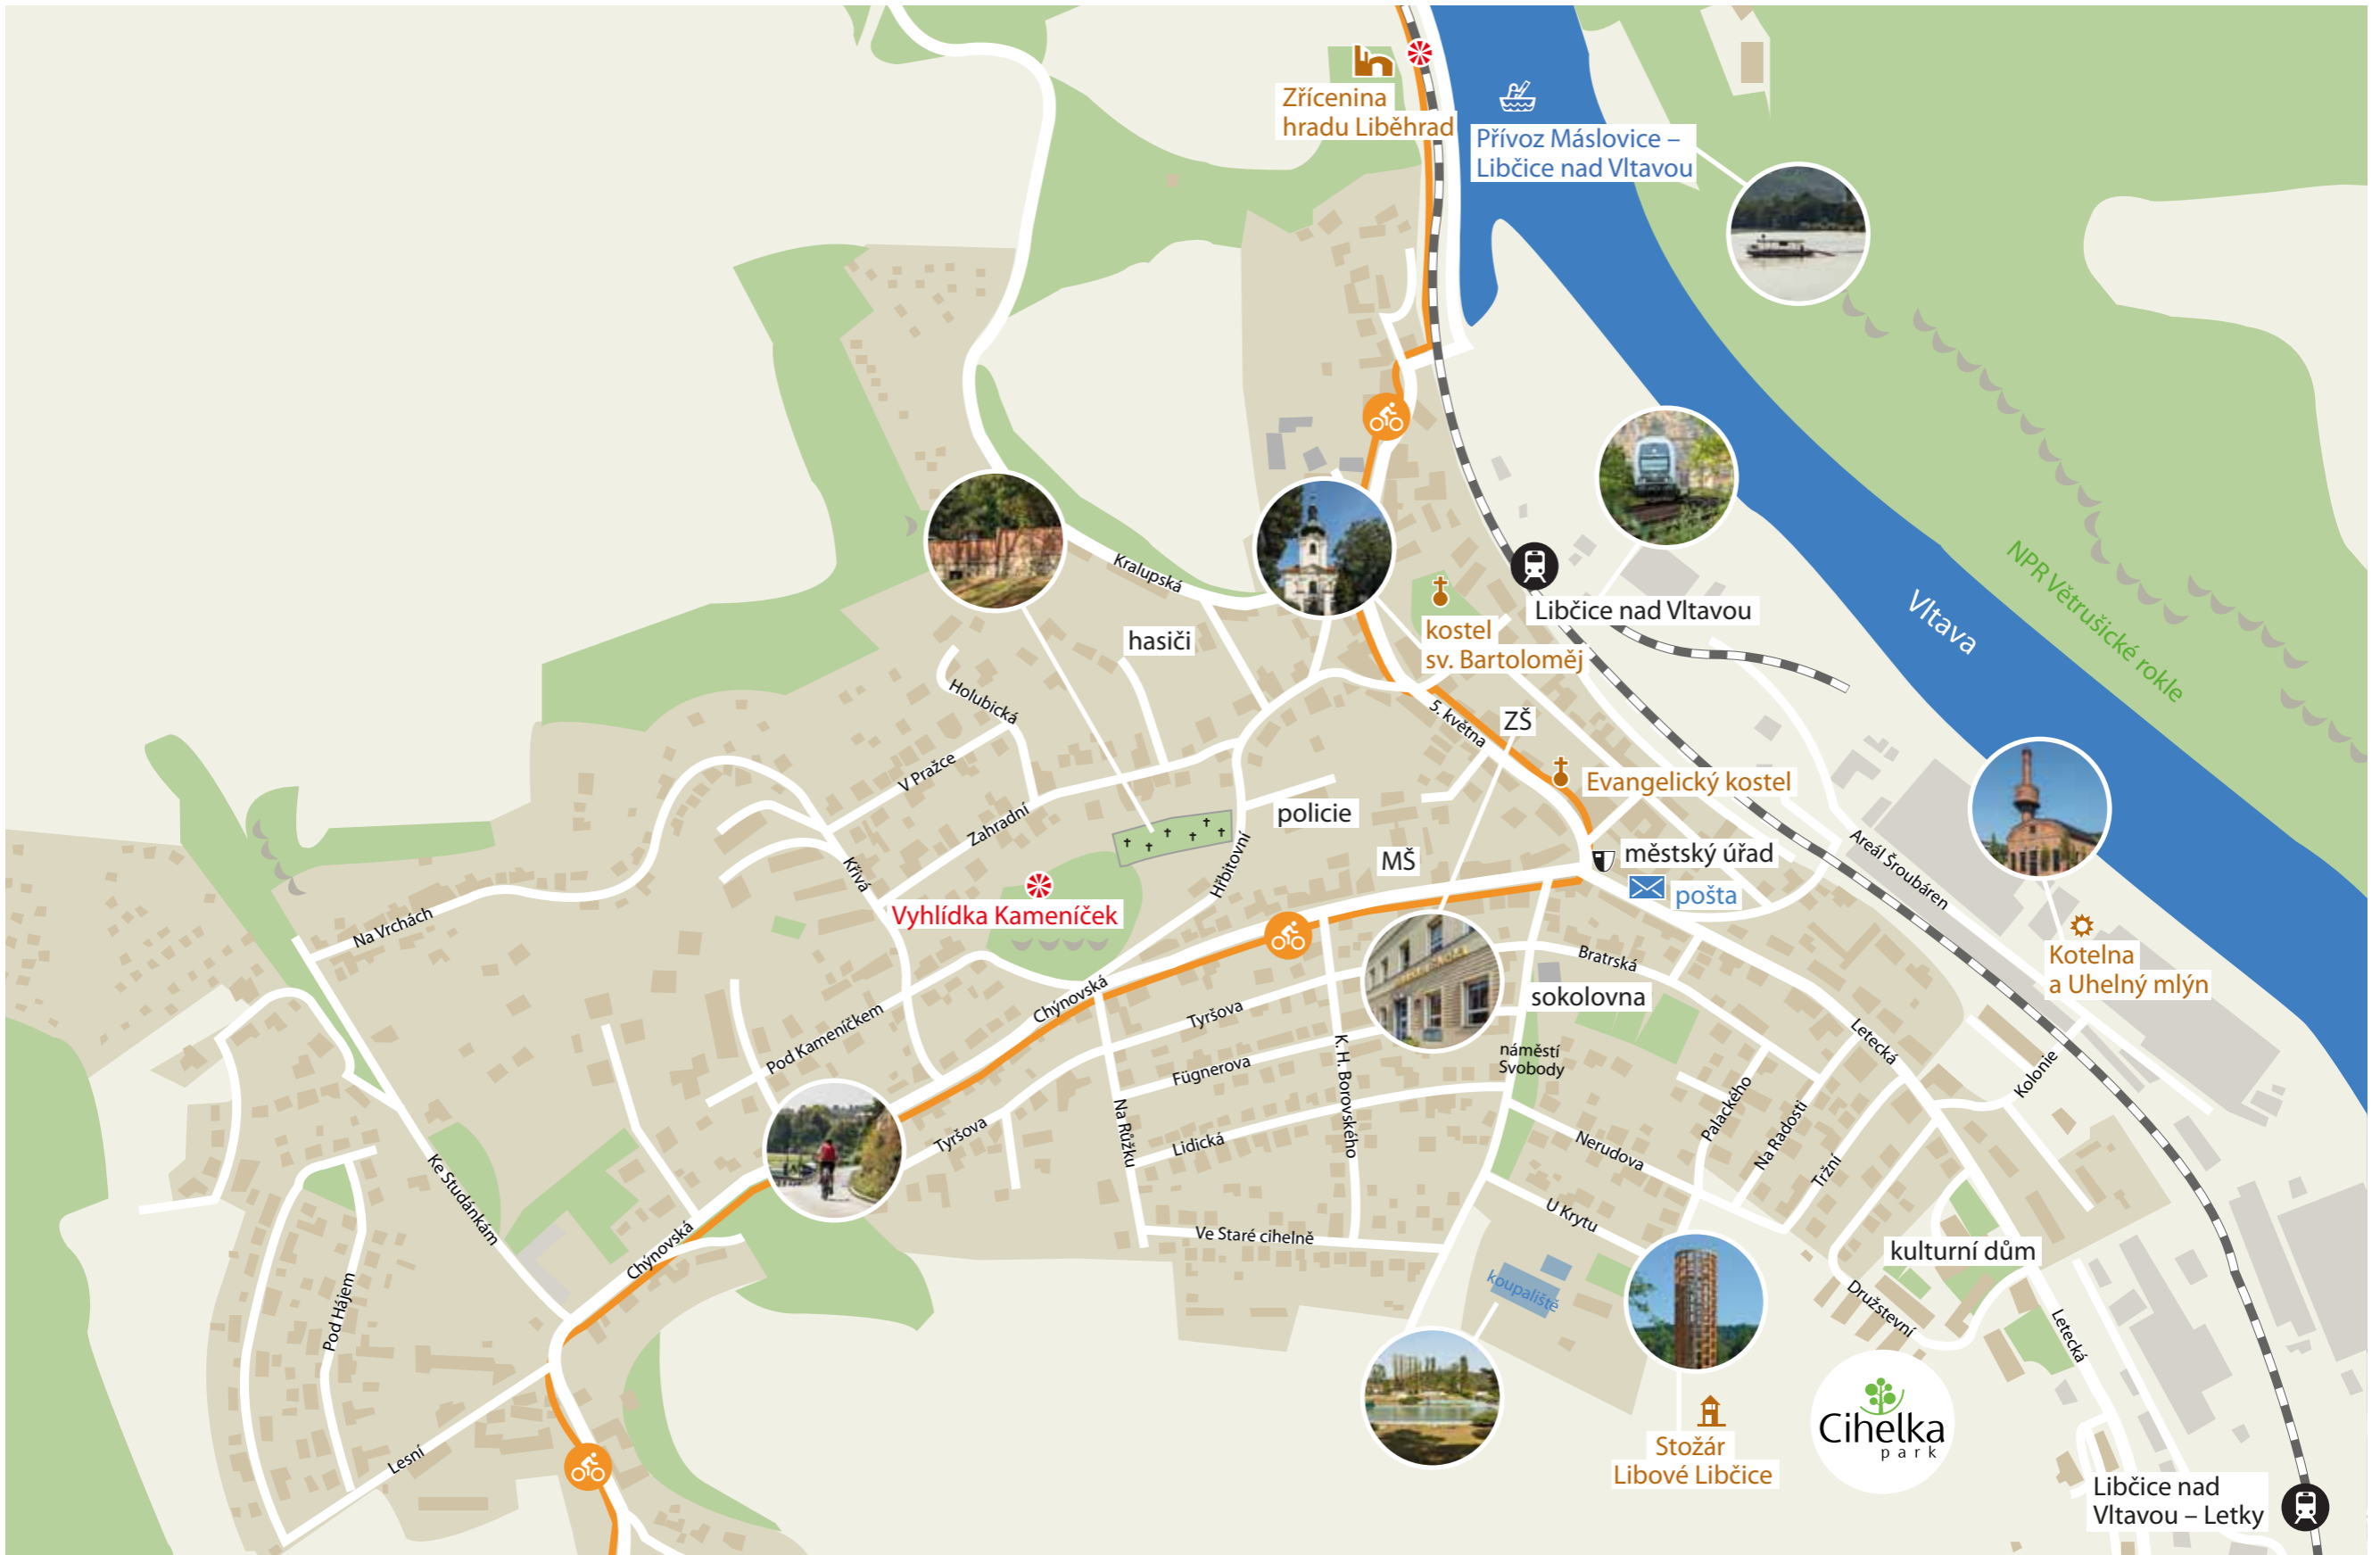 Zřícenina
hradu Liběhrad
Přívoz Máslovice –
Libčice nad Vltavou
Kralupská
hasiči
Libčice nad Vltavou
kostel
sv. Bartoloměj
Vltava
NPR Větrušické rokle
Holubická
5. května
ZŠ
V Pražce
Evangelický kostel
Zahradní
policie
Křivá
Hřbitovní
MŠ
městský úřad
pošta
Areál Šroubáren
Vyhlídka Kameníček
Na Vrchách
Kotelna
a Uhelný mlýn
Bratrská
sokolovna
Chýnovská
Tyršova
Pod Kameníčkem
Letecká
K. H. Borovského
náměstí
Svobody
Fügnerova
Kolonie
Palackého
Na Radosti
Na Růžku
Tyršova
Lidická
Nerudova
Tržní
Ke Studánkám
U Krytu
Ve Staré cihelně
Chýnovská
kulturní dům
koupaliště
Družstevní
Pod Hájem
Letecká
Cihelka
park
Stožár
Libové Libčice
Lesní
Libčice nad
Vltavou – Letky